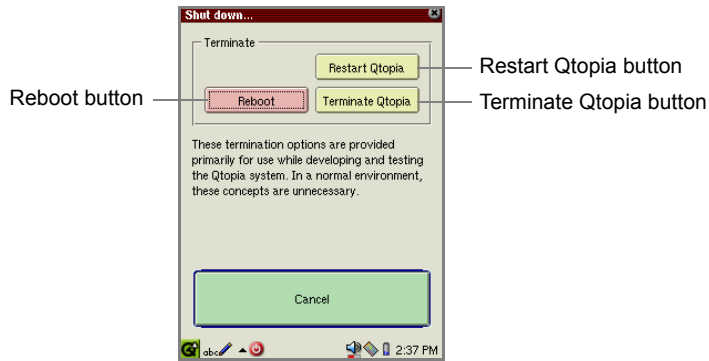 Shut down...
Terminate
Restart Qtopia
Restart Qtopia button
Reboot button
Reboot
Terminate Qtopia
Terminate Qtopia button
These termination options are provided
primarily for use while developing and testing
the Qtopia system. In a normal environment,
these concepts are unnecessary.
Cancel
abc
2:37 PM